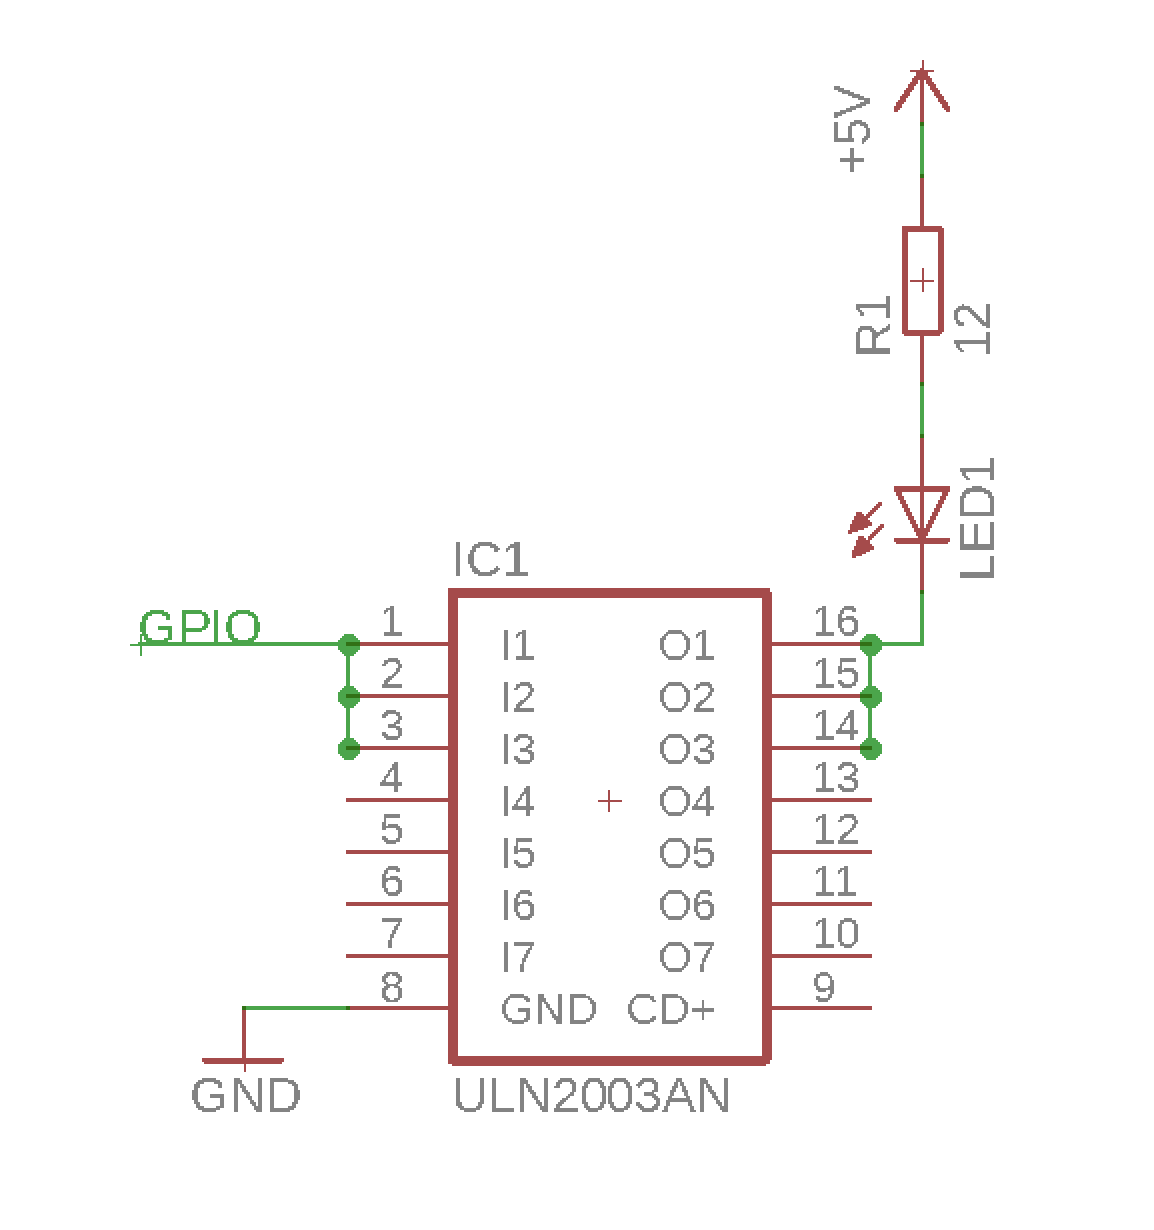 +5V
R1
12
LED1
IC1
GPIO
1 I1 O1 16
2 I2 O2 15
3 I3 O3 14
4 I4 O4 13
5 I5 O5 12
6 I6 O6 11
7 I7 O7 10
8 GND CD+ 9
GND
ULN2003AN